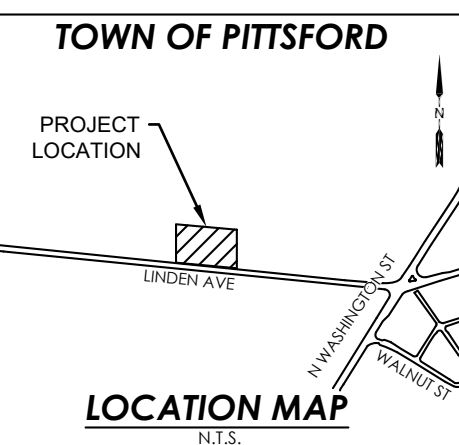 TOWN OF PITTSFORD
N
PROJECT
LOCATION
LINDEN AVE
N WASHINGTON ST
WALNUT ST
LOCATION MAP
N.T.S.